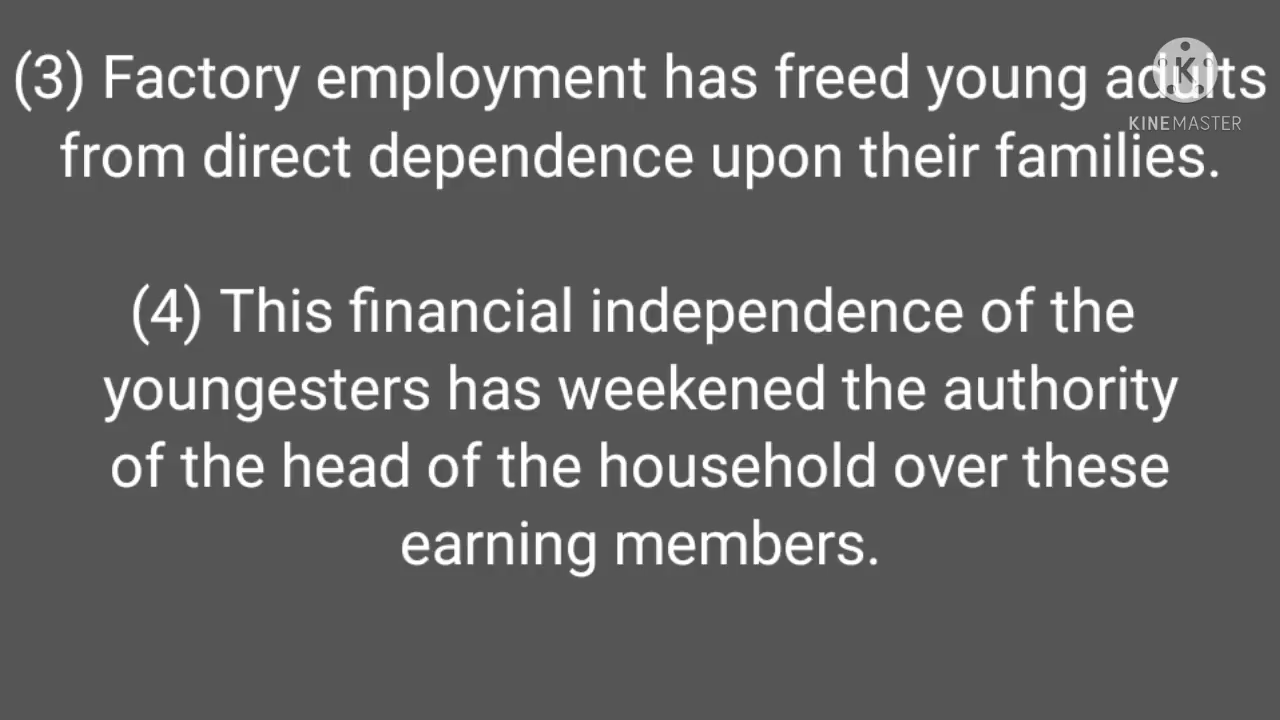 (3) Factory employment has freed young adults
K
KINEMASTER
from direct dependence upon their families.
(4) This financial independence of the
youngesters has weekened the authority
of the head of the household over these
earning members.